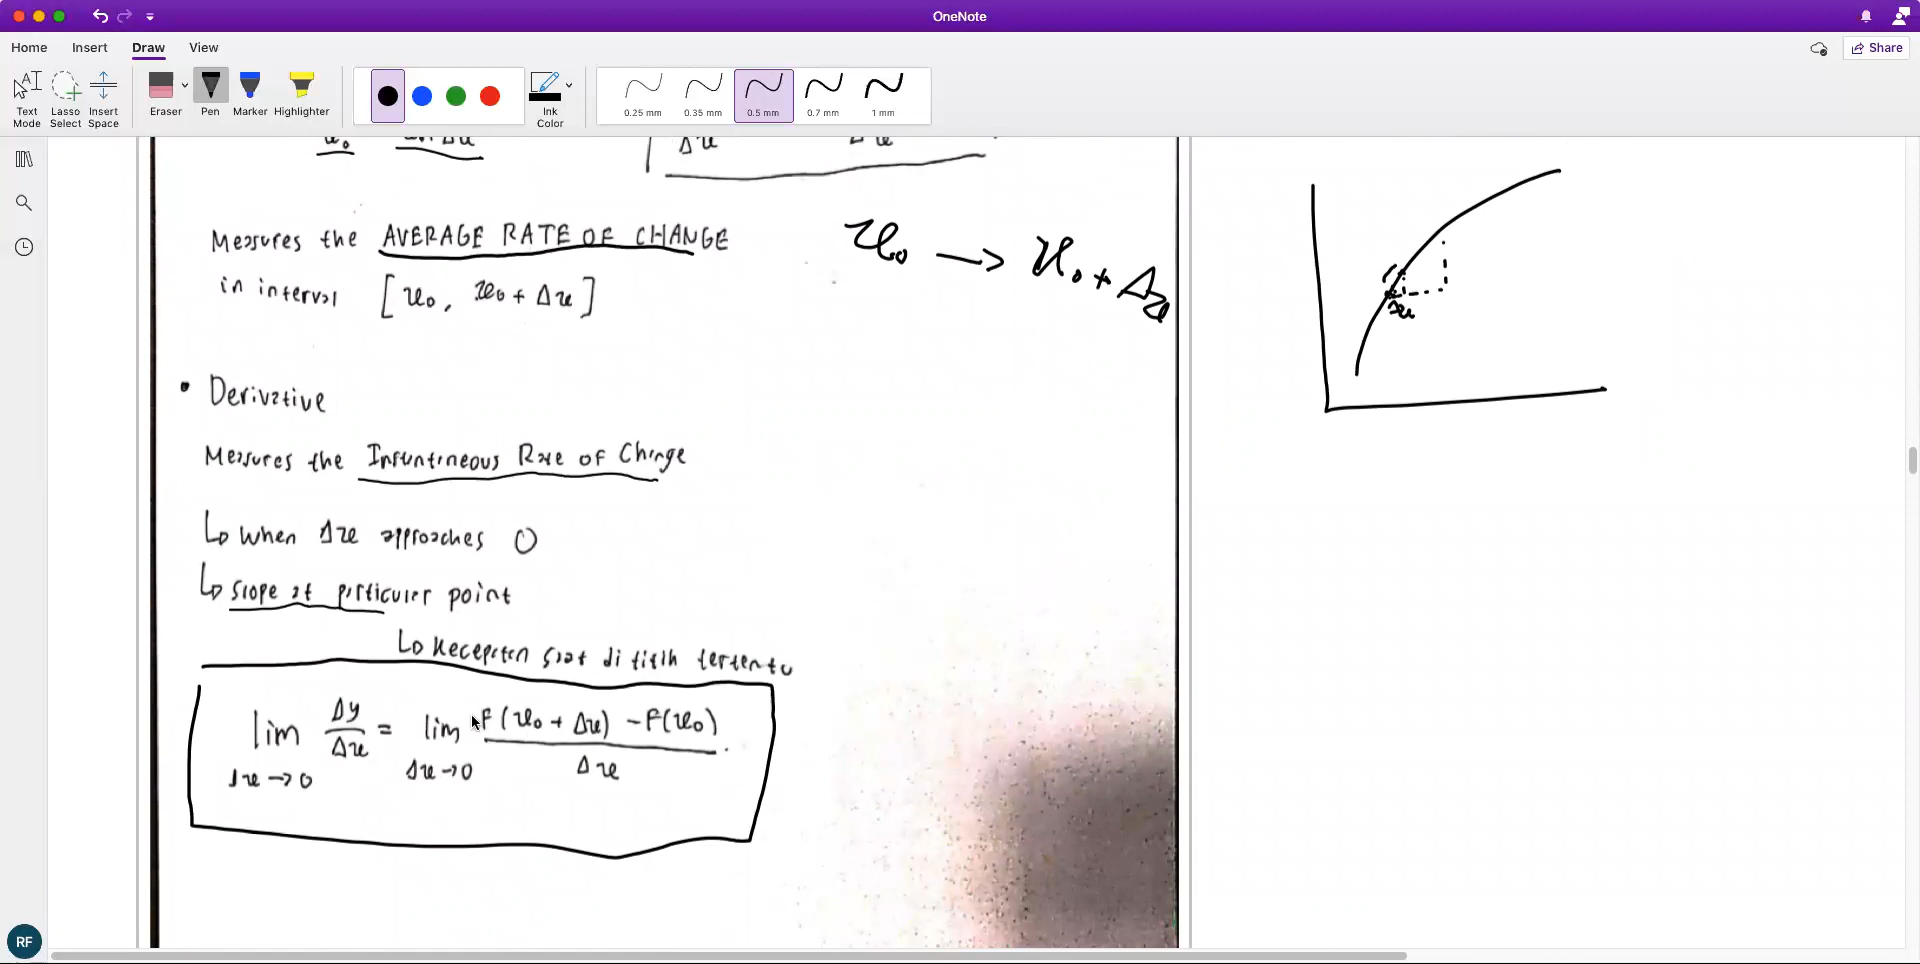 OneNote
Home Insert Draw View
Share
Text Mode
Lasso Select
Insert Space
Eraser
Pen
Marker
Highlighter
Ink Color
0.25 mm
0.35 mm
0.5 mm
0.7 mm
1 mm
Δx Δx
Measures the AVERAGE RATE OF CHANGE
in interval [x₀, x₀ + Δx]
x₀ → x₀ + Δx
Δx
• Derivative
Measures the Instantaneous Rate of Change
↳ When Δx approaches 0
↳ Slope at particular point
↳ Kecepatan saat di titik tertentu
lim Δx→0 Δy/Δx = lim Δx→0 F(x₀ + Δx) - F(x₀) / Δx .
RF